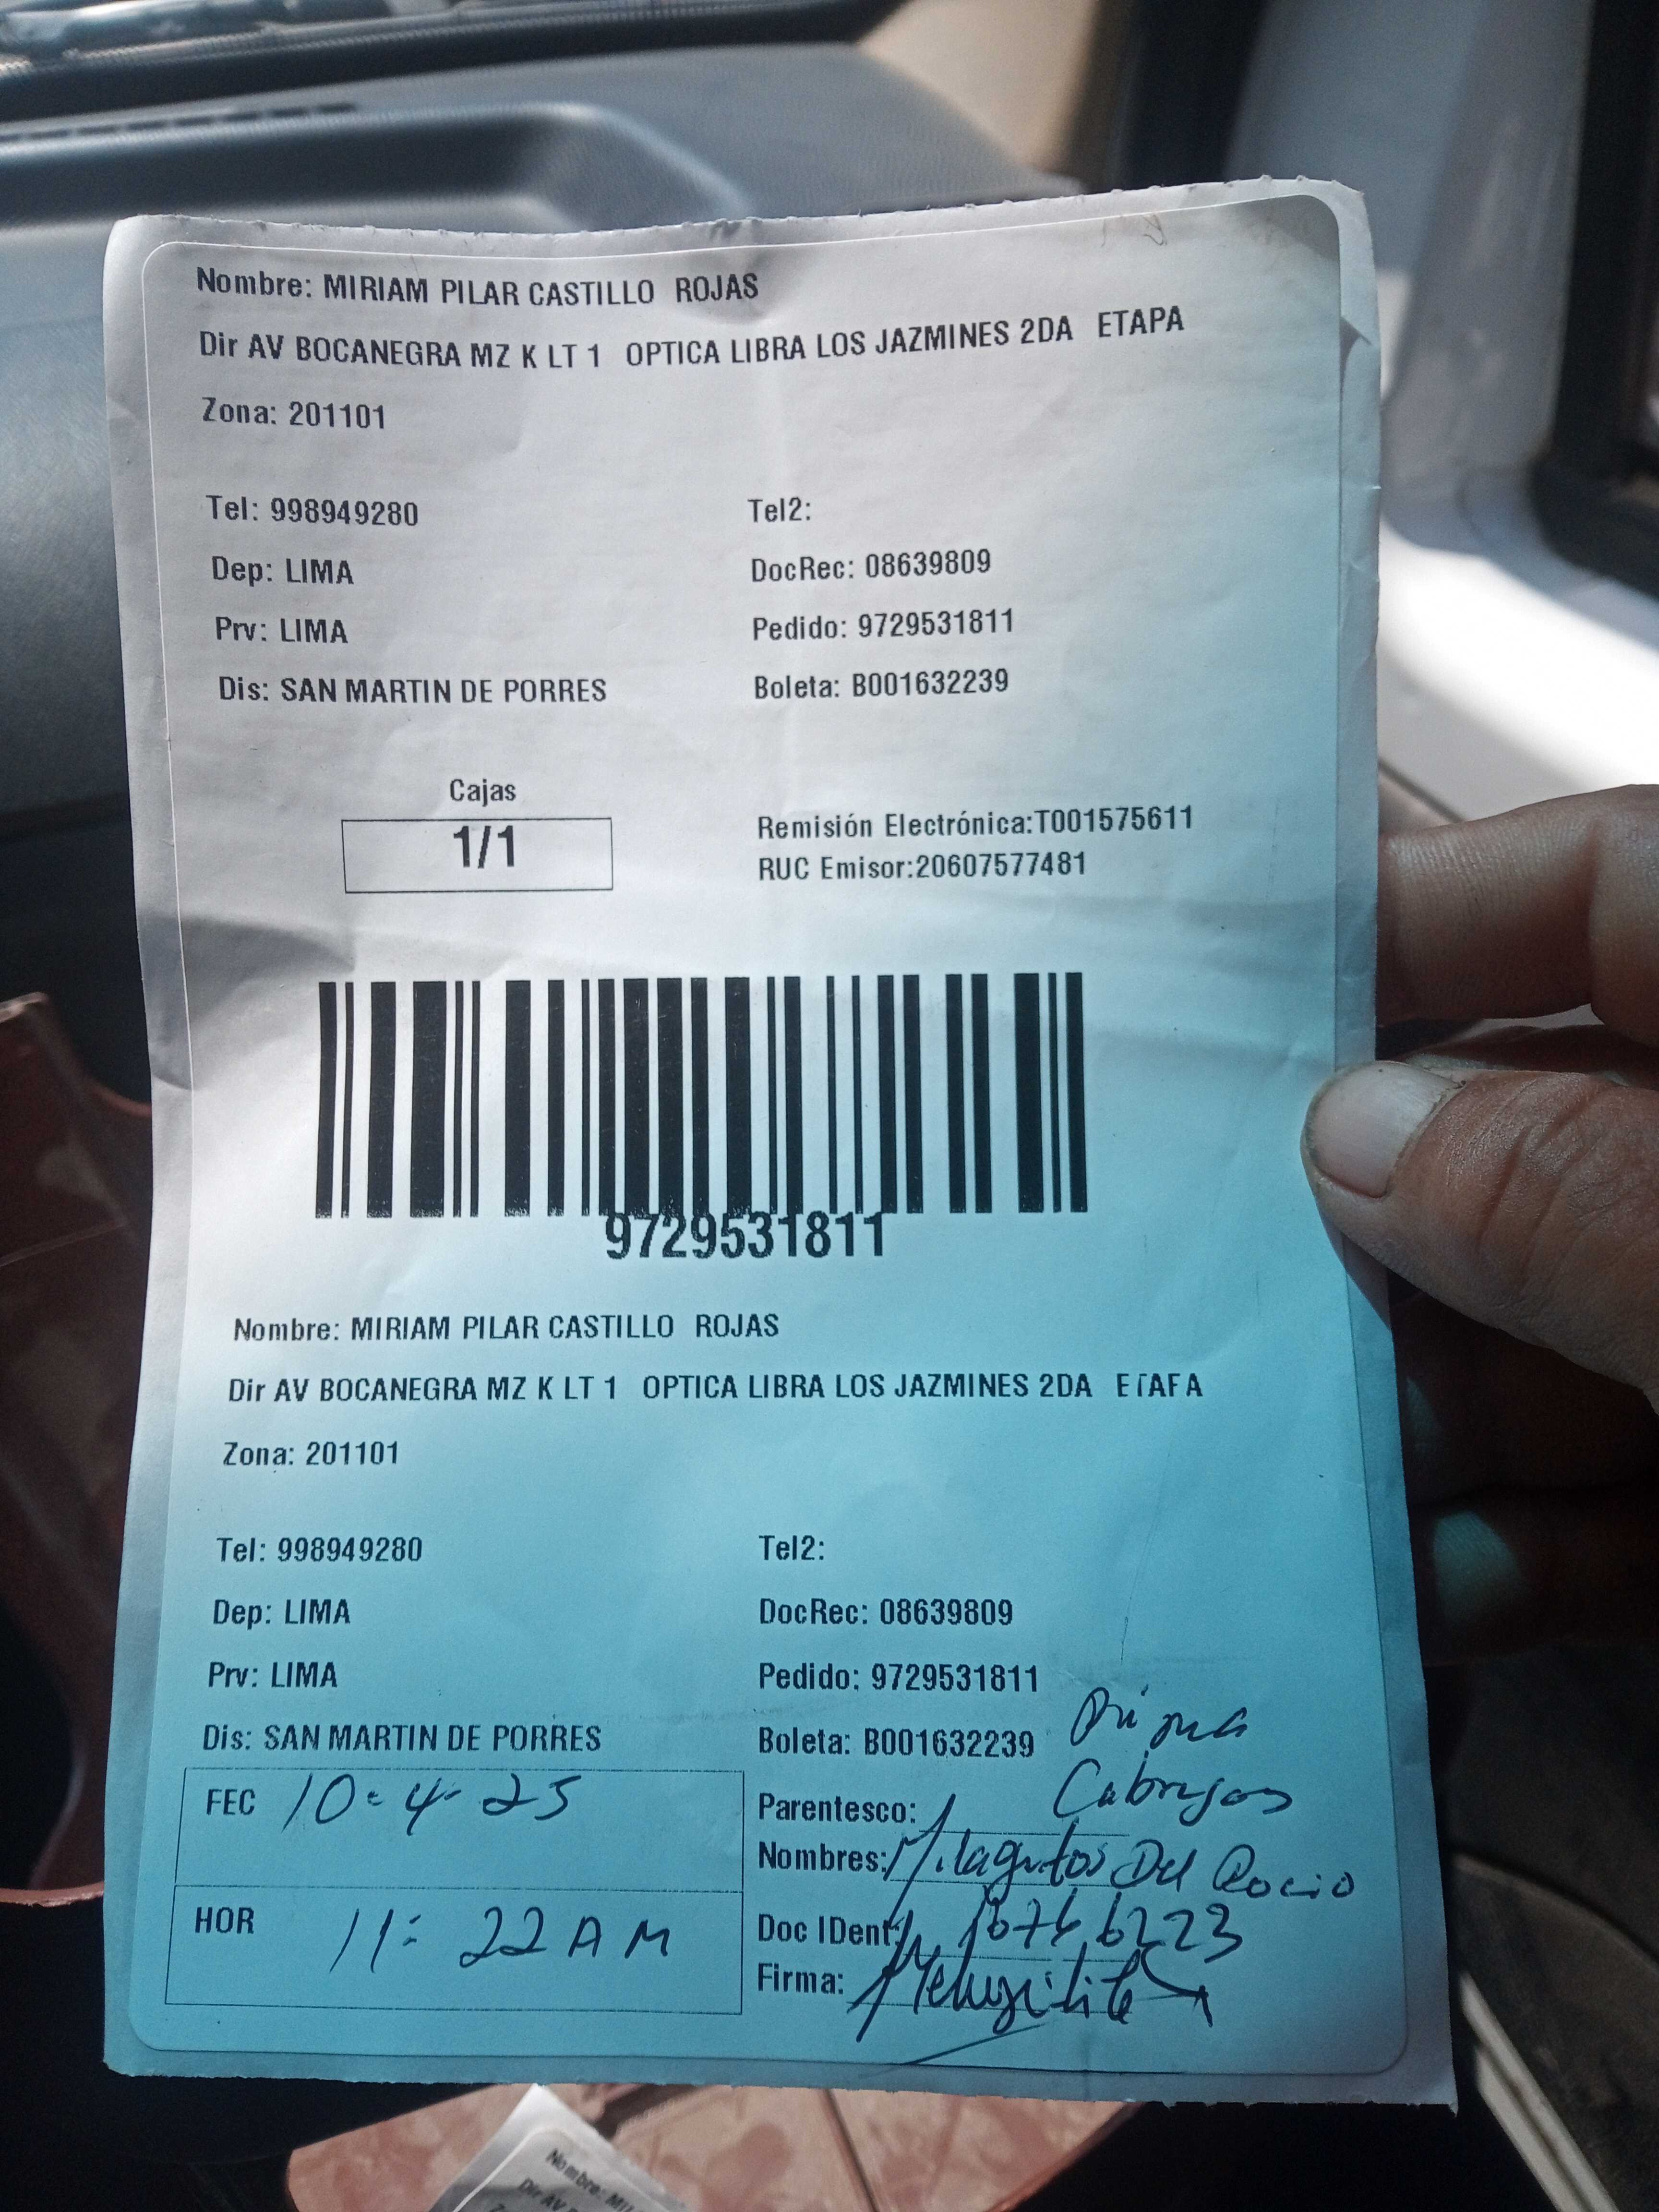 Nombre: MIRIAM PILAR CASTILLO ROJAS
Dir AV BOCANEGRA MZ K LT 1 OPTICA LIBRA LOS JAZMINES 2DA ETAPA
Zona: 201101
Tel: 998949280 Tel2:
Dep: LIMA DocRec: 08639809
Prv: LIMA Pedido: 9729531811
Dis: SAN MARTIN DE PORRES Boleta: B001632239
Cajas
1/1
Remisión Electrónica:T001575611
RUC Emisor:20607577481
9729531811
Nombre: MIRIAM PILAR CASTILLO ROJAS
Dir AV BOCANEGRA MZ K LT 1 OPTICA LIBRA LOS JAZMINES 2DA ETAPA
Zona: 201101
Tel: 998949280 Tel2:
Dep: LIMA DocRec: 08639809
Prv: LIMA Pedido: 9729531811
Dis: SAN MARTIN DE PORRES Boleta: B001632239
FEC 10-4-25
Parentesco:
Nombres: Milagritos Del Rocio
HOR 11:22 AM
Doc IDent
Firma:
Nombre: MI
Dir AV